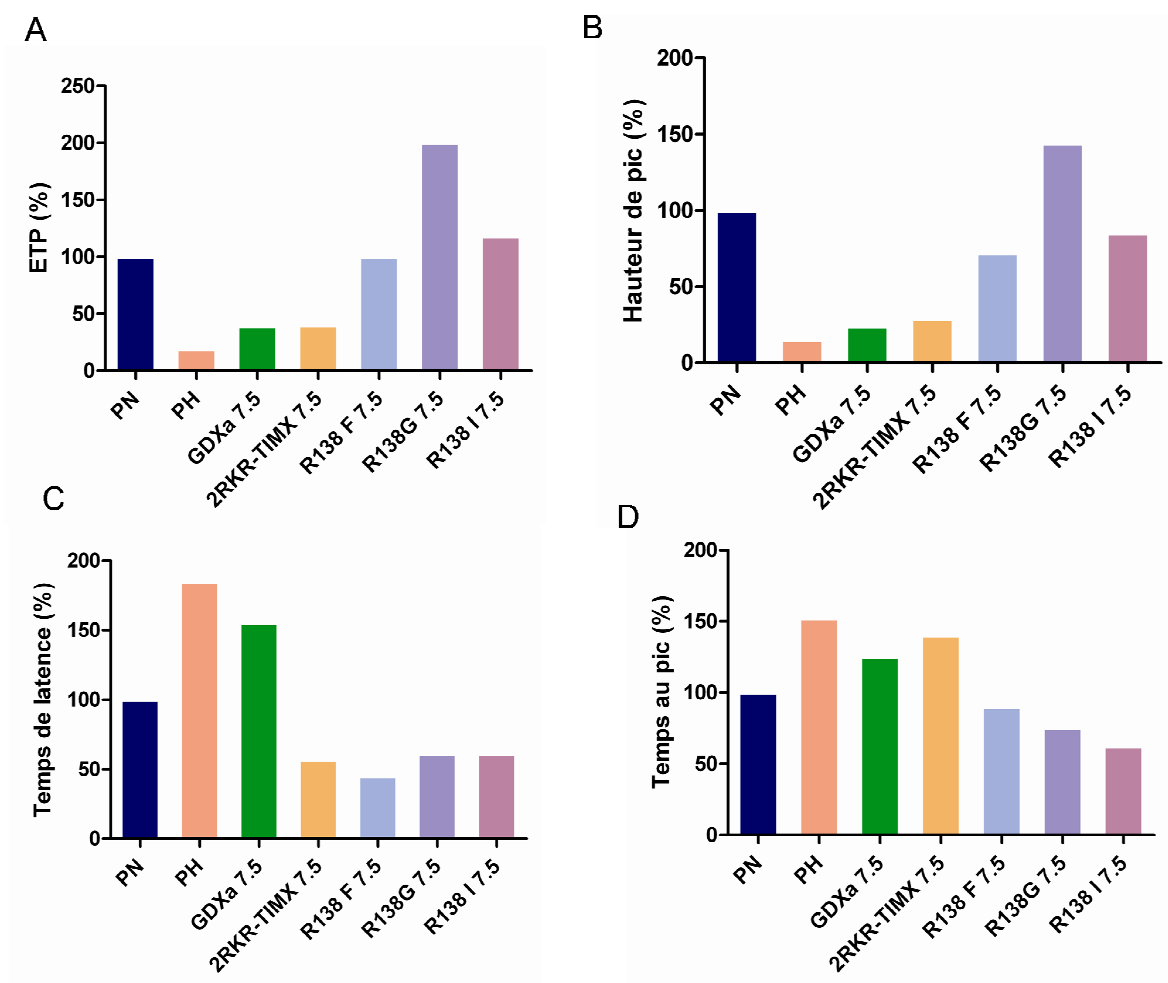 A
ETP (%)
250
200
150
100
50
0
PN
PH
GDXa 7.5
2RKR-TIMX 7.5
R138 F 7.5
R138G 7.5
R138 I 7.5
B
Hauteur de pic (%)
200
150
100
50
0
PN
PH
GDXa 7.5
2RKR-TIMX 7.5
R138 F 7.5
R138G 7.5
R138 I 7.5
C
Temps de latence (%)
200
150
100
50
0
PN
PH
GDXa 7.5
2RKR-TIMX 7.5
R138 F 7.5
R138G 7.5
R138 I 7.5
D
Temps au pic (%)
200
150
100
50
0
PN
PH
GDXa 7.5
2RKR-TIMX 7.5
R138 F 7.5
R138G 7.5
R138 I 7.5